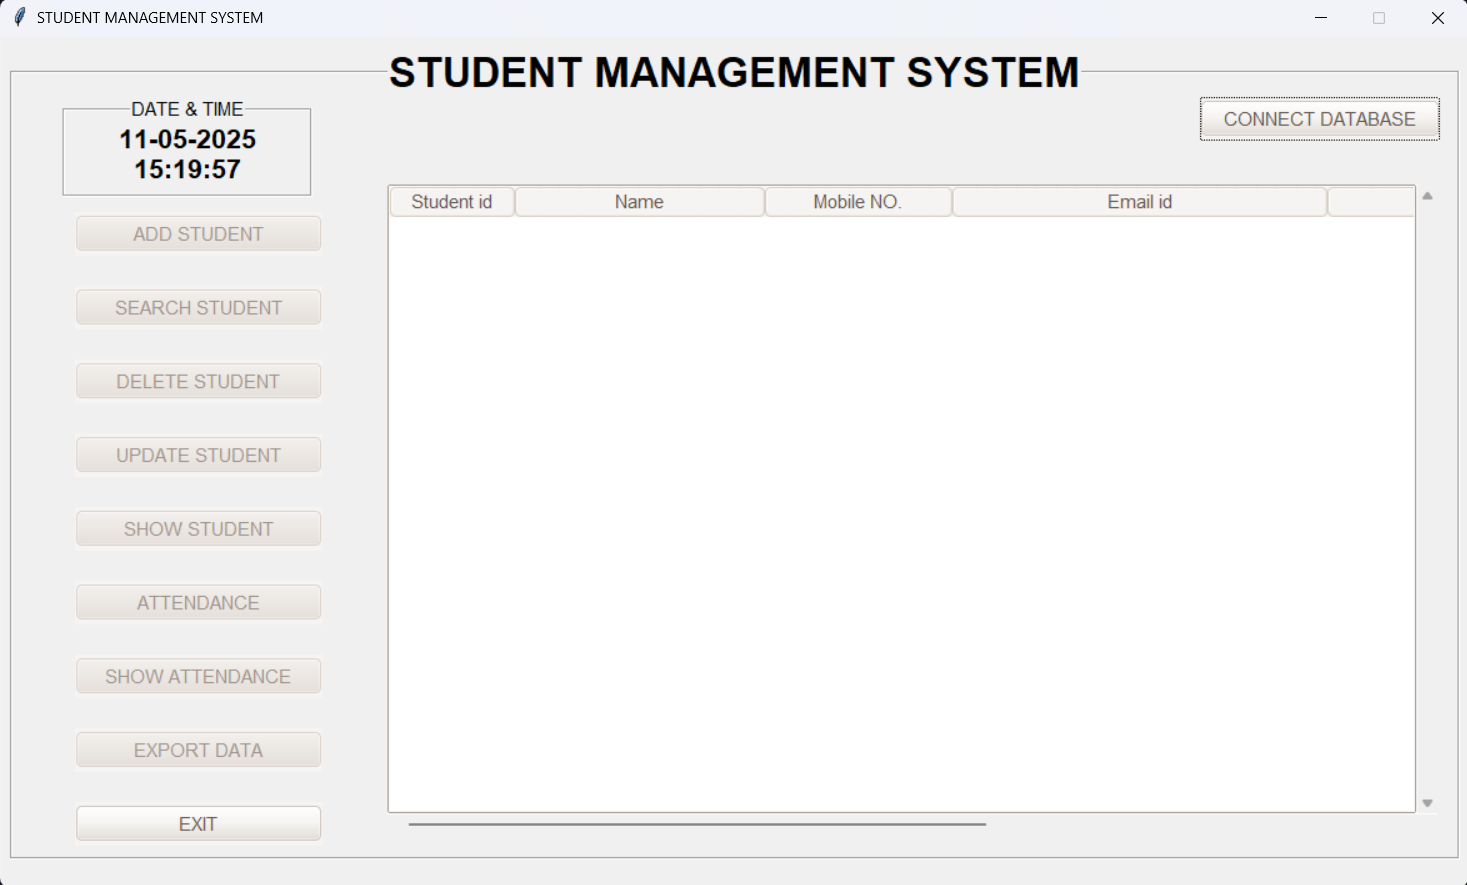 STUDENT MANAGEMENT SYSTEM
STUDENT MANAGEMENT SYSTEM
DATE & TIME
11-05-2025
15:19:57
CONNECT DATABASE
Student id Name Mobile NO. Email id
ADD STUDENT
SEARCH STUDENT
DELETE STUDENT
UPDATE STUDENT
SHOW STUDENT
ATTENDANCE
SHOW ATTENDANCE
EXPORT DATA
EXIT